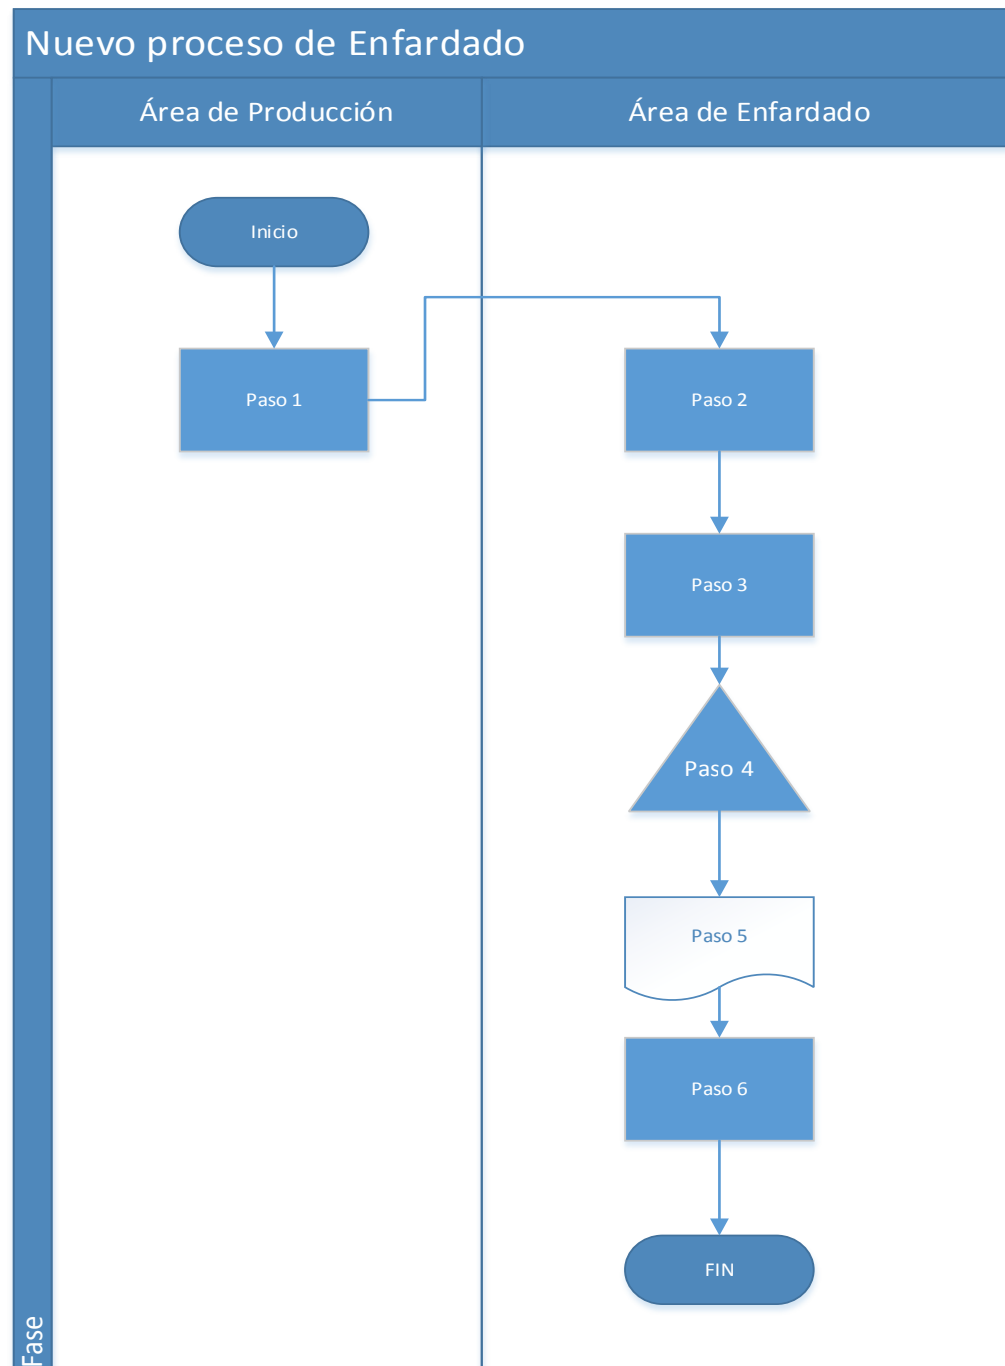 Nuevo proceso de Enfardado
Área de Producción
Área de Enfardado
Inicio
Paso 1
Paso 2
Paso 3
Paso 4
Paso 5
Paso 6
FIN
Fase